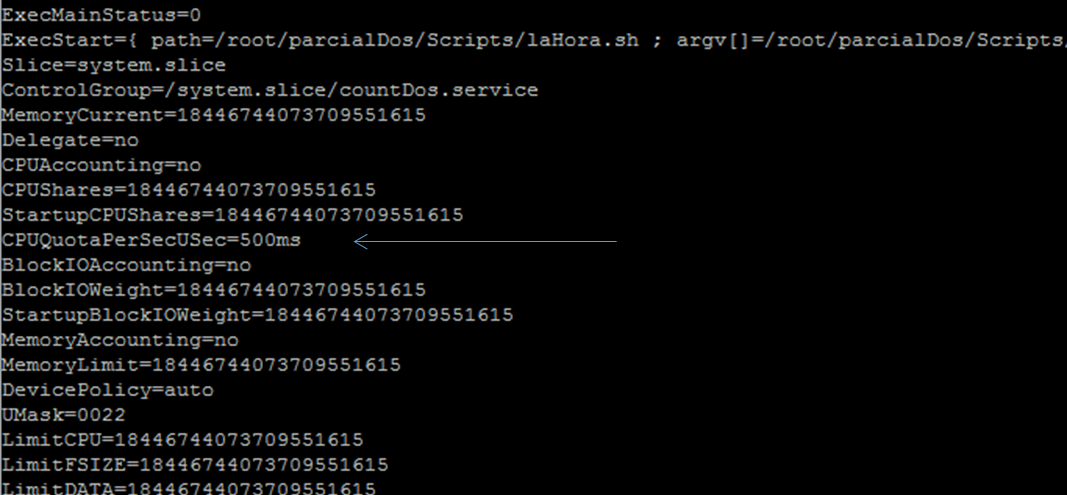 ExecMainStatus=0
ExecStart={ path=/root/parcialDos/Scripts/laHora.sh ; argv[]=/root/parcialDos/Scripts/
Slice=system.slice
ControlGroup=/system.slice/countDos.service
MemoryCurrent=18446744073709551615
Delegate=no
CPUAccounting=no
CPUShares=18446744073709551615
StartupCPUShares=18446744073709551615
CPUQuotaPerSecUSec=500ms
BlockIOAccounting=no
BlockIOWeight=18446744073709551615
StartupBlockIOWeight=18446744073709551615
MemoryAccounting=no
MemoryLimit=18446744073709551615
DevicePolicy=auto
UMask=0022
LimitCPU=18446744073709551615
LimitFSIZE=18446744073709551615
LimitDATA=18446744073709551615